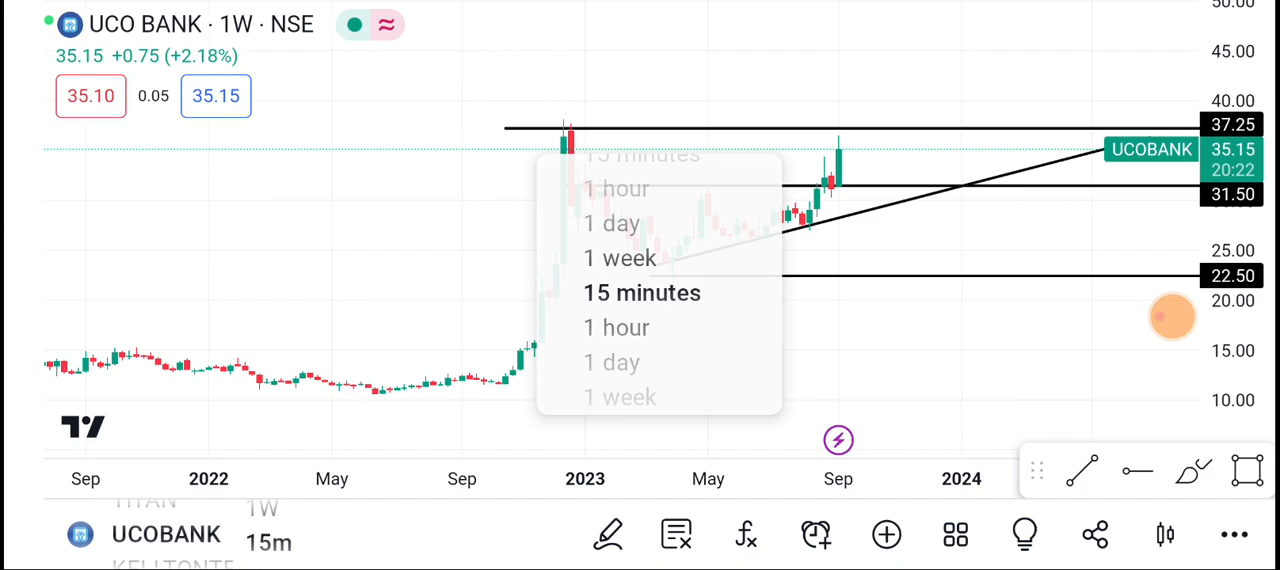 50.00
UCO BANK · 1W · NSE
35.15 +0.75 (+2.18%)
45.00
35.10 0.05 35.15
40.00
37.25
UCOBANK 35.15
20:22
31.50
25.00
22.50
20.00
15.00
10.00
15 minutes
1 hour
1 day
1 week
15 minutes
1 hour
1 day
1 week
Sep 2022 May Sep 2023 May Sep 2024
TITAN 1W
UCOBANK 15m